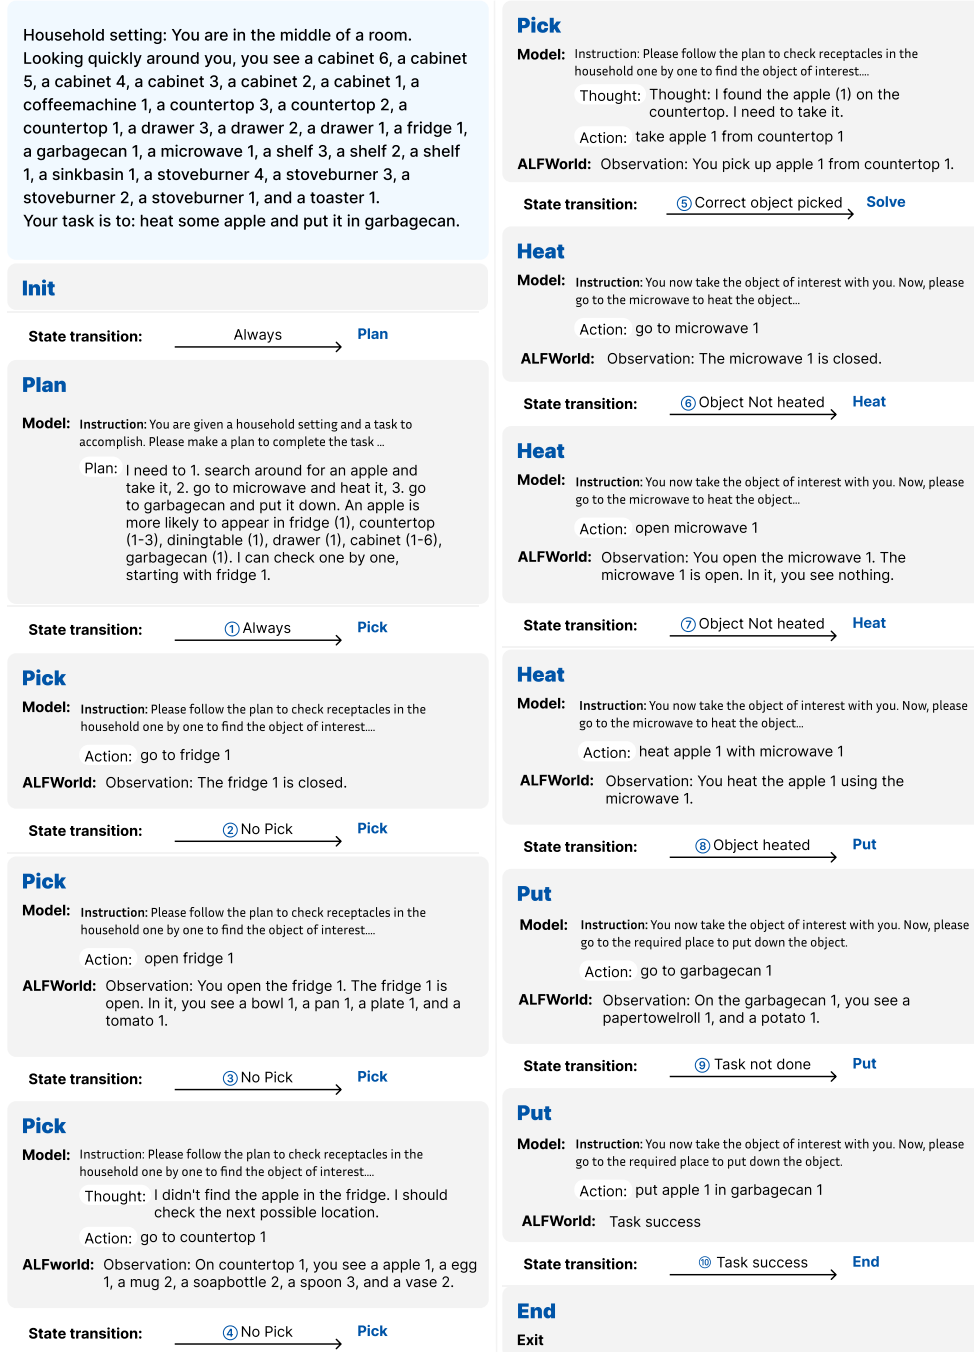 Household setting: You are in the middle of a room.
Looking quickly around you, you see a cabinet 6, a cabinet
5, a cabinet 4, a cabinet 3, a cabinet 2, a cabinet 1, a
coffeemachine 1, a countertop 3, a countertop 2, a
countertop 1, a drawer 3, a drawer 2, a drawer 1, a fridge 1,
a garbagecan 1, a microwave 1, a shelf 3, a shelf 2, a shelf
1, a sinkbasin 1, a stoveburner 4, a stoveburner 3, a
stoveburner 2, a stoveburner 1, and a toaster 1.
Your task is to: heat some apple and put it in garbagecan.
Init
State transition: Always Plan
Plan
Model: Instruction: You are given a household setting and a task to
accomplish. Please make a plan to complete the task ...
Plan: I need to 1. search around for an apple and
take it, 2. go to microwave and heat it, 3. go
to garbagecan and put it down. An apple is
more likely to appear in fridge (1), countertop
(1-3), diningtable (1), drawer (1), cabinet (1-6),
garbagecan (1). I can check one by one,
starting with fridge 1.
State transition: ① Always Pick
Pick
Model: Instruction: Please follow the plan to check receptacles in the
household one by one to find the object of interest....
Action: go to fridge 1
ALFWorld: Observation: The fridge 1 is closed.
State transition: ② No Pick Pick
Pick
Model: Instruction: Please follow the plan to check receptacles in the
household one by one to find the object of interest....
Action: open fridge 1
ALFWorld: Observation: You open the fridge 1. The fridge 1 is
open. In it, you see a bowl 1, a pan 1, a plate 1, and a
tomato 1.
State transition: ③ No Pick Pick
Pick
Model: Instruction: Please follow the plan to check receptacles in the
household one by one to find the object of interest....
Thought: I didn't find the apple in the fridge. I should
check the next possible location.
Action: go to countertop 1
ALFworld: Observation: On countertop 1, you see a apple 1, a egg
1, a mug 2, a soapbottle 2, a spoon 3, and a vase 2.
State transition: ④ No Pick Pick
Pick
Model: Instruction: Please follow the plan to check receptacles in the
household one by one to find the object of interest....
Thought: Thought: I found the apple (1) on the
countertop. I need to take it.
Action: take apple 1 from countertop 1
ALFWorld: Observation: You pick up apple 1 from countertop 1.
State transition: ⑤ Correct object picked Solve
Heat
Model: Instruction: You now take the object of interest with you. Now, please
go to the microwave to heat the object...
Action: go to microwave 1
ALFWorld: Observation: The microwave 1 is closed.
State transition: ⑥ Object Not heated Heat
Heat
Model: Instruction: You now take the object of interest with you. Now, please
go to the microwave to heat the object...
Action: open microwave 1
ALFWorld: Observation: You open the microwave 1. The
microwave 1 is open. In it, you see nothing.
State transition: ⑦ Object Not heated Heat
Heat
Model: Instruction: You now take the object of interest with you. Now, please
go to the microwave to heat the object...
Action: heat apple 1 with microwave 1
ALFWorld: Observation: You heat the apple 1 using the
microwave 1.
State transition: ⑧ Object heated Put
Put
Model: Instruction: You now take the object of interest with you. Now, please
go to the required place to put down the object.
Action: go to garbagecan 1
ALFWorld: Observation: On the garbagecan 1, you see a
papertowelroll 1, and a potato 1.
State transition: ⑨ Task not done Put
Put
Model: Instruction: You now take the object of interest with you. Now, please
go to the required place to put down the object.
Action: put apple 1 in garbagecan 1
ALFWorld: Task success
State transition: ⑩ Task success End
End
Exit